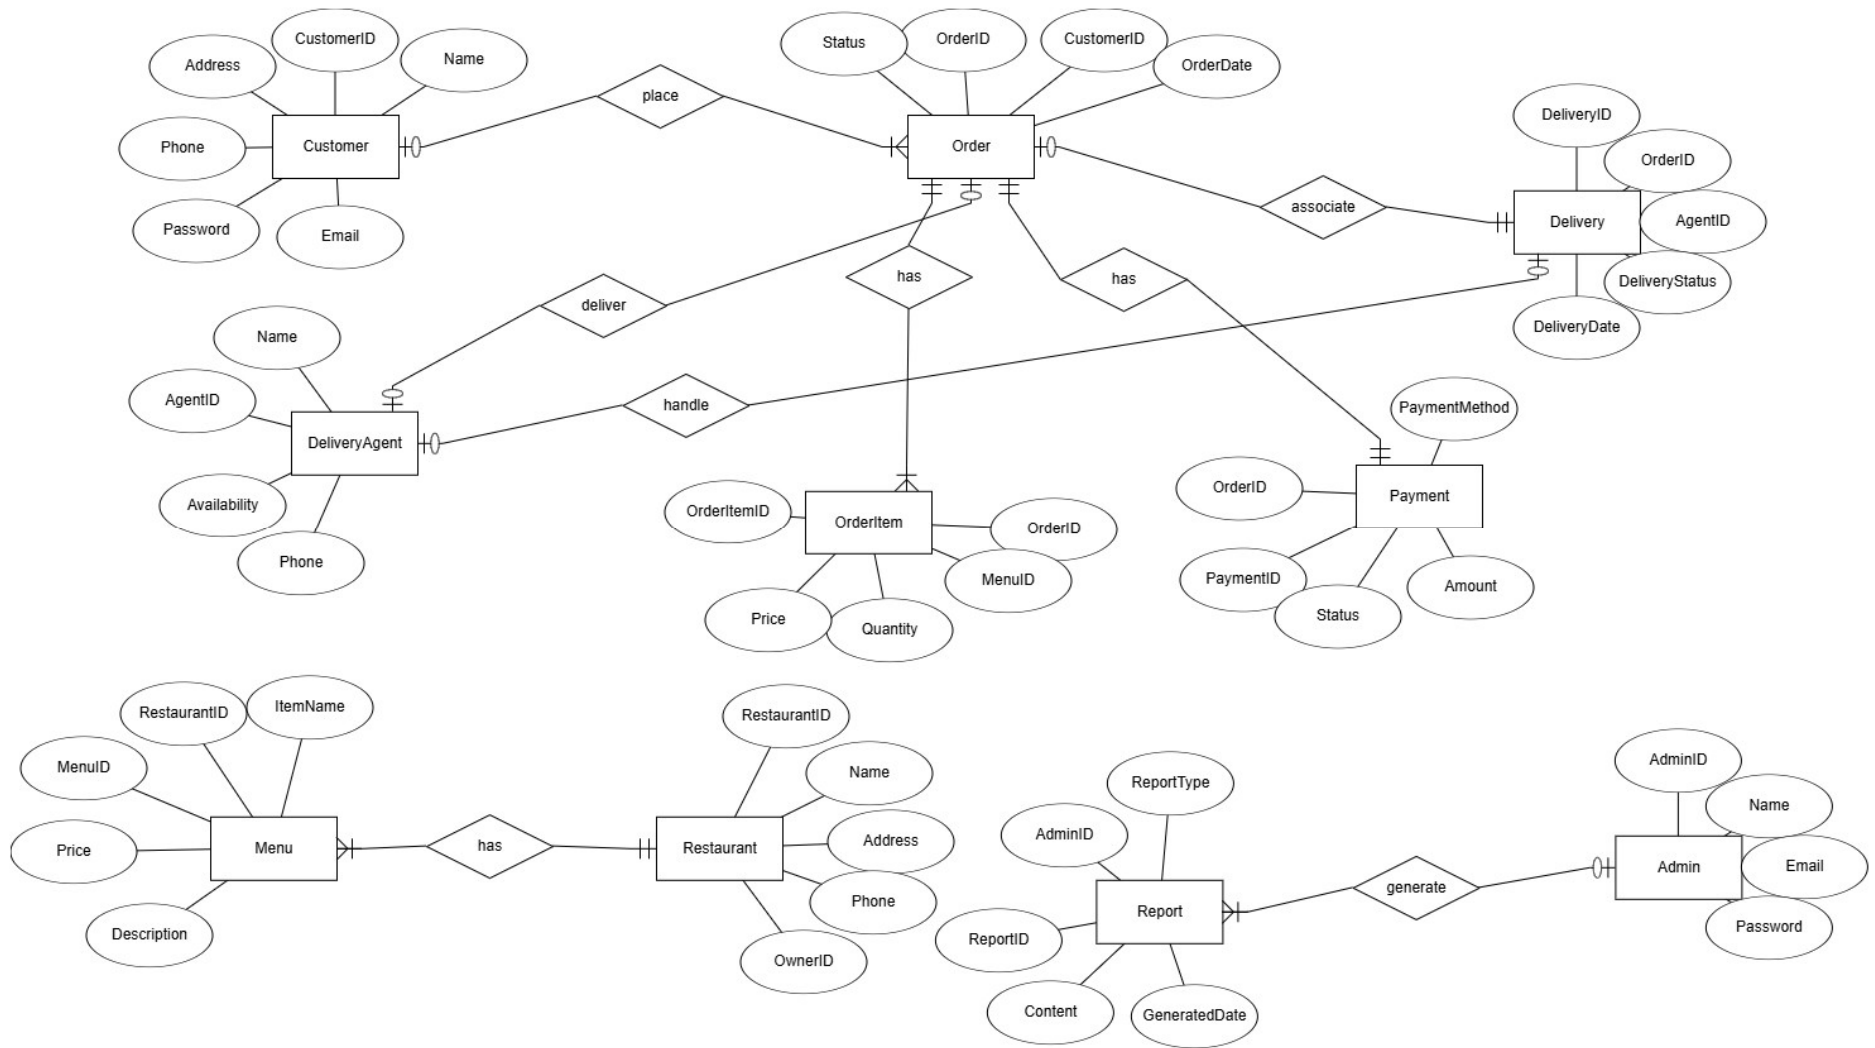 CustomerID
Address
Name
Phone
Customer
Password
Email
place
Status
OrderID
CustomerID
OrderDate
Order
associate
DeliveryID
OrderID
AgentID
Delivery
DeliveryStatus
DeliveryDate
deliver
has
has
handle
Name
AgentID
DeliveryAgent
Availability
Phone
OrderItemID
OrderItem
OrderID
MenuID
Price
Quantity
PaymentMethod
OrderID
Payment
PaymentID
Status
Amount
RestaurantID
ItemName
MenuID
Price
Menu
Description
has
RestaurantID
Name
Restaurant
Address
Phone
OwnerID
ReportType
AdminID
Report
ReportID
Content
GeneratedDate
generate
AdminID
Name
Admin
Email
Password